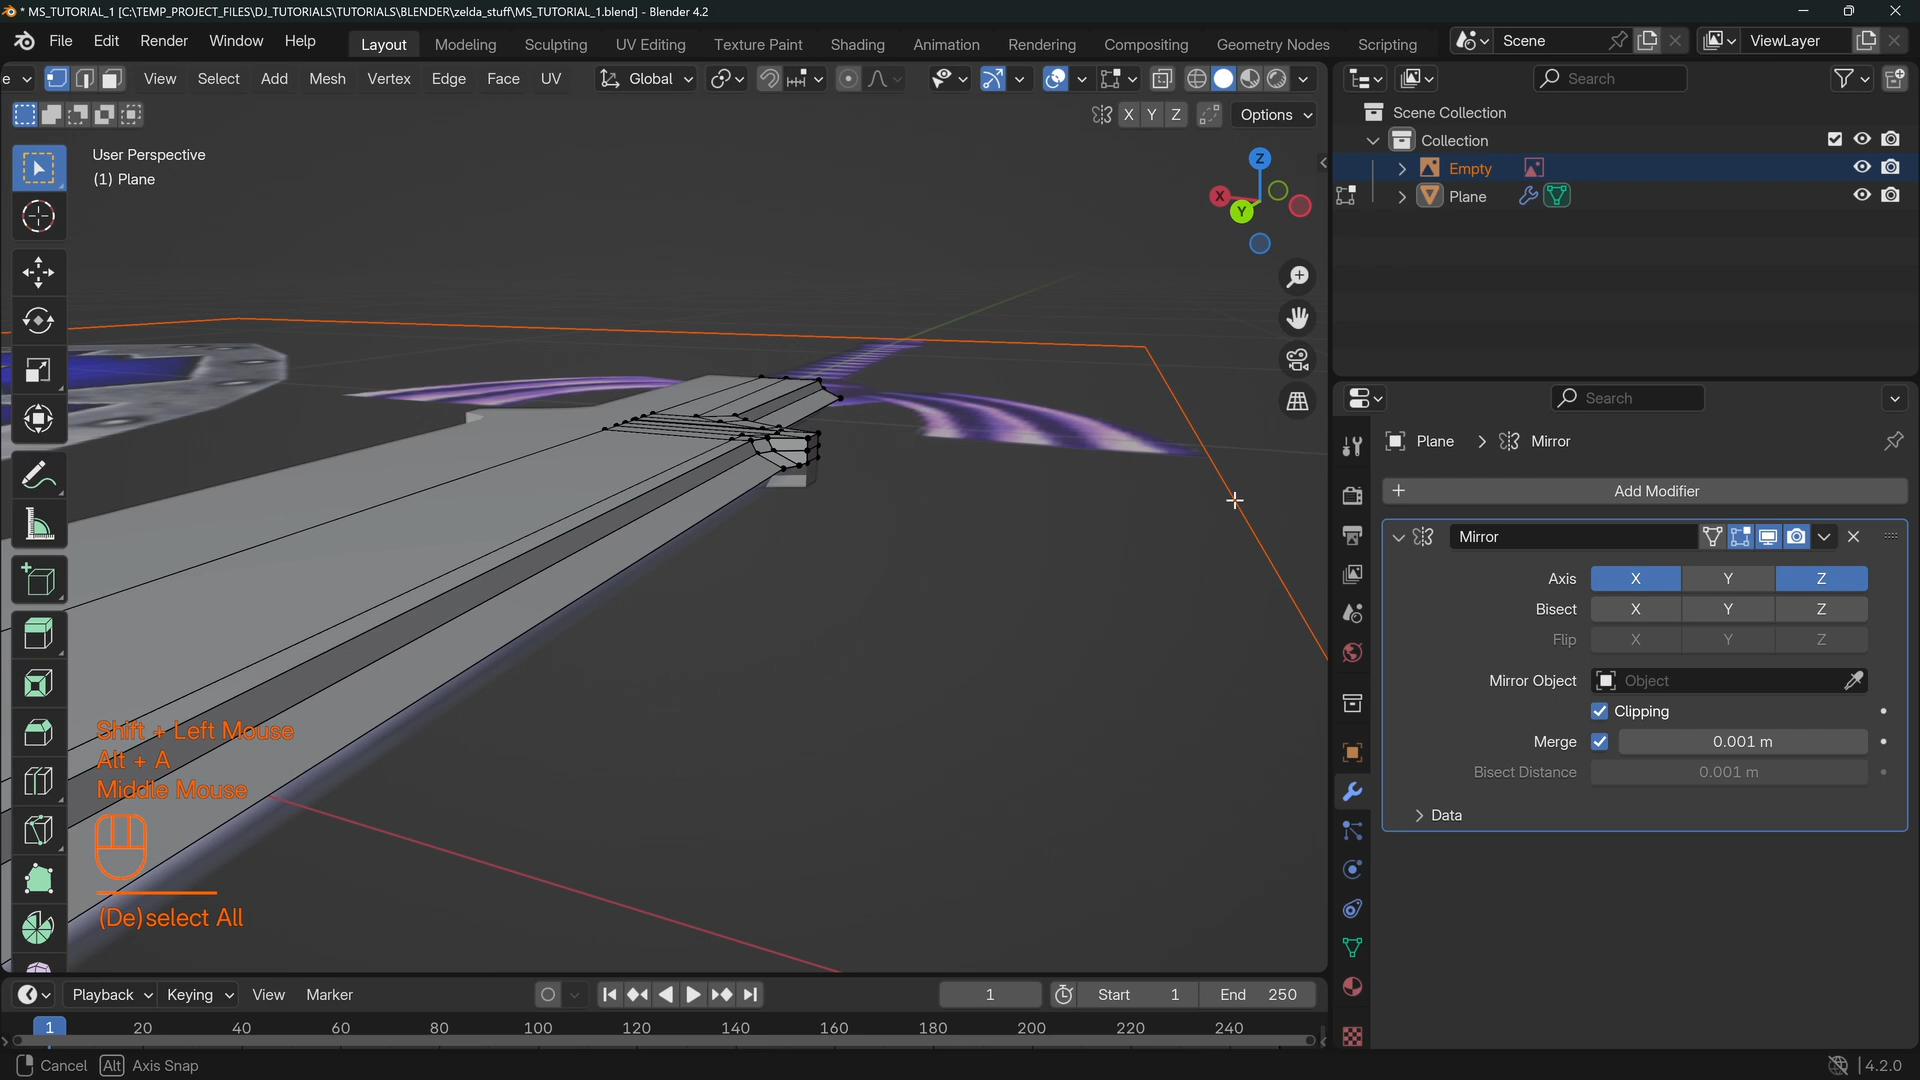 * MS_TUTORIAL_1 [C:\TEMP_PROJECT_FILES\DJ_TUTORIALS\TUTORIALS\BLENDER\zelda_stuff\MS_TUTORIAL_1.blend] - Blender 4.2
File Edit Render Window Help Layout Modeling Sculpting UV Editing Texture Paint Shading Animation Rendering Compositing Geometry Nodes Scripting Scene ViewLayer
e View Select Add Mesh Vertex Edge Face UV Global Search
X Y Z Options
Scene Collection
Collection
Empty
Plane
User Perspective
(1) Plane
Z
X
Y
Search
Plane Mirror
Add Modifier
Mirror
Axis X Y Z
Bisect X Y Z
Flip X Y Z
Mirror Object Object
Clipping
Merge 0.001 m
Bisect Distance 0.001 m
Data
Shift + Left Mouse
Alt + A
Middle Mouse
(De)select All
Playback Keying View Marker 1 Start 1 End 250
1 20 40 60 80 100 120 140 160 180 200 220 240
Cancel Alt Axis Snap 4.2.0